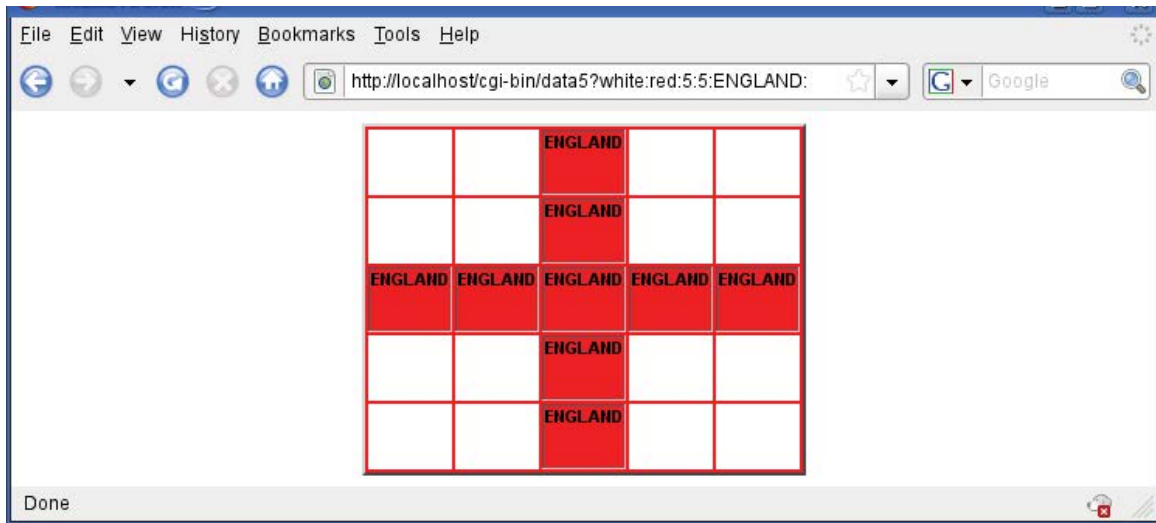 File Edit View History Bookmarks Tools Help
http://localhost/cgi-bin/data5?white:red:5:5:ENGLAND: G Google
ENGLAND
ENGLAND
ENGLAND ENGLAND ENGLAND ENGLAND ENGLAND
ENGLAND
ENGLAND
Done